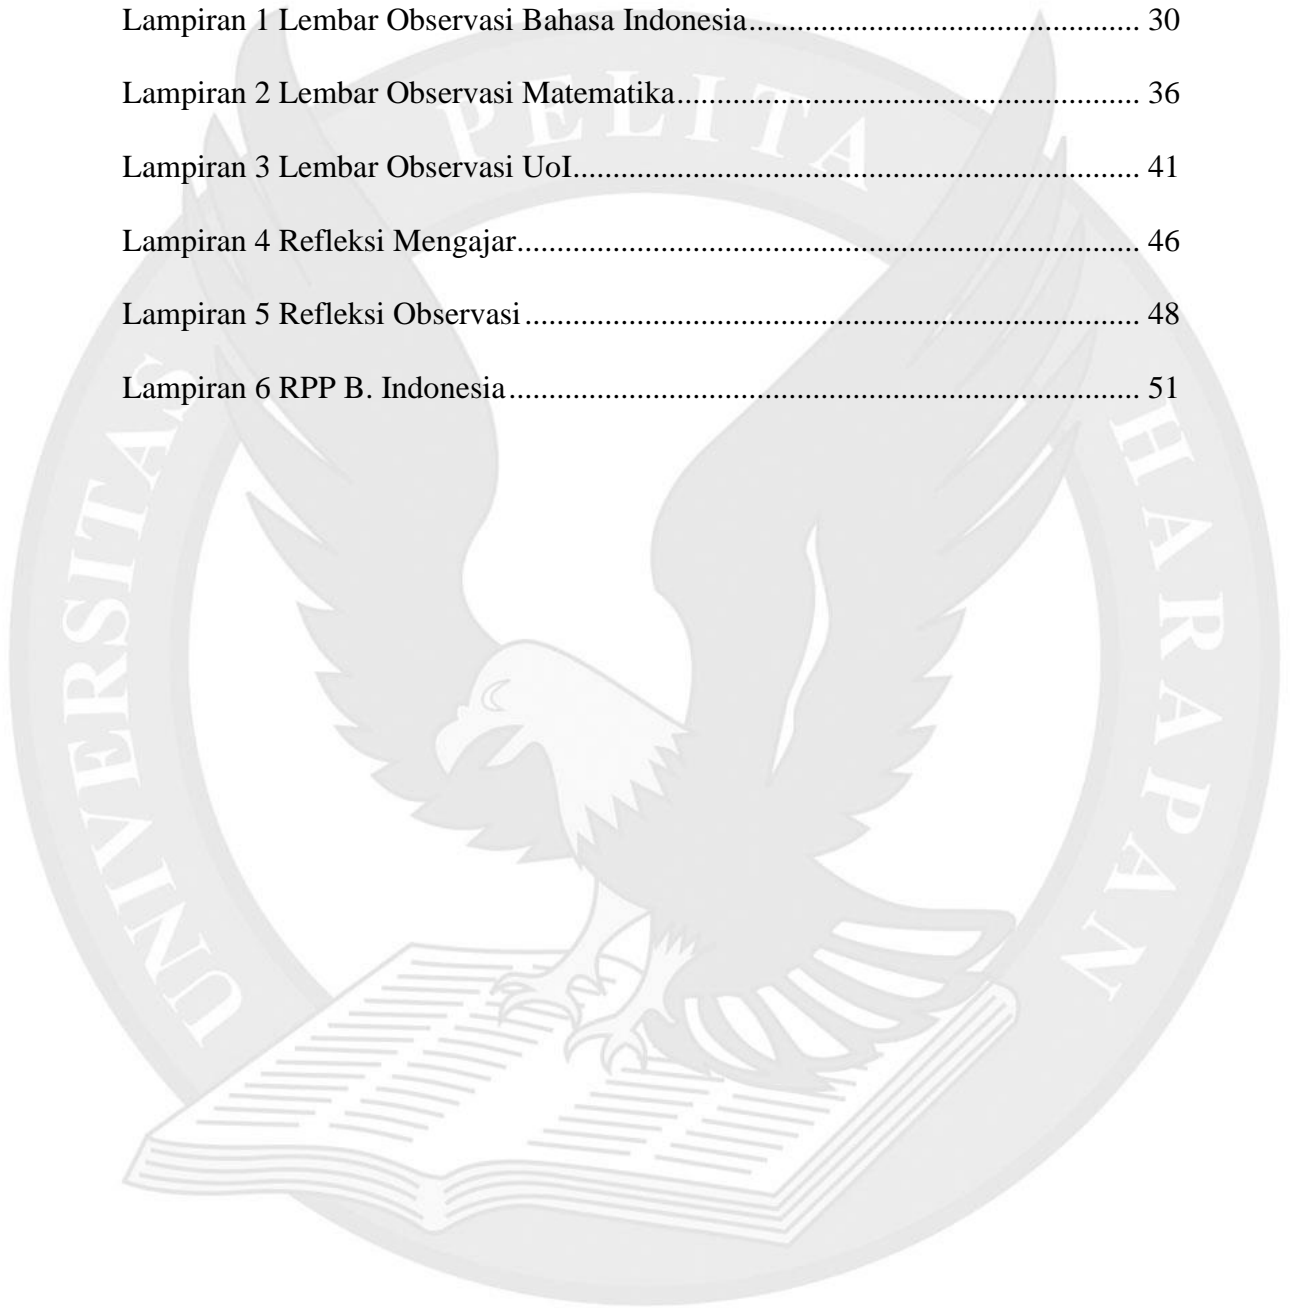 Lampiran 1 Lembar Observasi Bahasa Indonesia................................................. 30
Lampiran 2 Lembar Observasi Matematika.......................................................... 36
Lampiran 3 Lembar Observasi UoI....................................................................... 41
Lampiran 4 Refleksi Mengajar.............................................................................. 46
Lampiran 5 Refleksi Observasi............................................................................. 48
Lampiran 6 RPP B. Indonesia............................................................................... 51
UNIVERSITAS PELITA HARAPAN